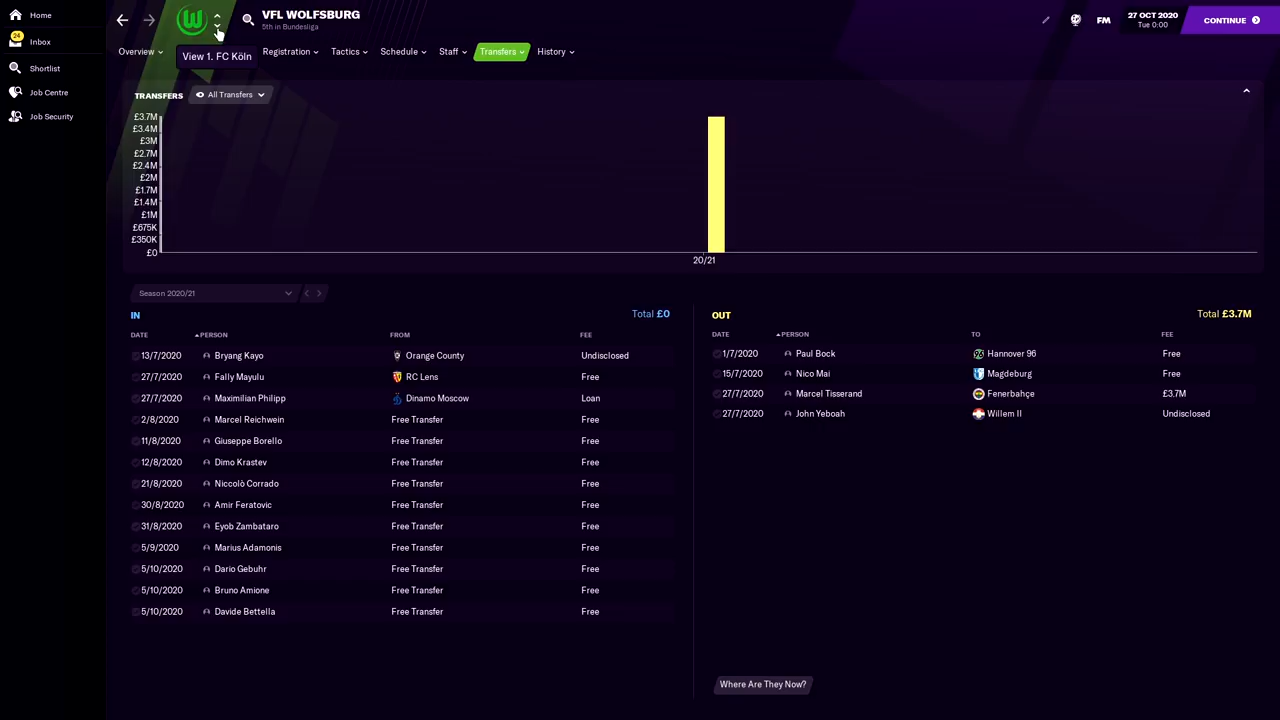 Home
24
Inbox
Shortlist
Job Centre
Job Security
VFL WOLFSBURG
5th in Bundesliga
FM
27 OCT 2020
Tue 0:00
CONTINUE
Overview
View 1. FC Köln
Registration
Tactics
Schedule
Staff
Transfers
History
TRANSFERS
All Transfers
£3.7M
£3.4M
£3M
£2.7M
£2.4M
£2M
£1.7M
£1.4M
£1M
£675K
£350K
£0
20/21
Season 2020/21
IN Total £0
DATE PERSON FROM FEE
13/7/2020 Bryang Kayo Orange County Undisclosed
27/7/2020 Fally Mayulu RC Lens Free
27/7/2020 Maximilian Philipp Dinamo Moscow Loan
2/8/2020 Marcel Reichwein Free Transfer Free
11/8/2020 Giuseppe Borello Free Transfer Free
12/8/2020 Dimo Krastev Free Transfer Free
21/8/2020 Niccolò Corrado Free Transfer Free
30/8/2020 Amir Feratovic Free Transfer Free
31/8/2020 Eyob Zambataro Free Transfer Free
5/9/2020 Marius Adamonis Free Transfer Free
5/10/2020 Dario Gebuhr Free Transfer Free
5/10/2020 Bruno Amione Free Transfer Free
5/10/2020 Davide Bettella Free Transfer Free
OUT Total £3.7M
DATE PERSON TO FEE
1/7/2020 Paul Bock Hannover 96 Free
15/7/2020 Nico Mai Magdeburg Free
27/7/2020 Marcel Tisserand Fenerbahçe £3.7M
27/7/2020 John Yeboah Willem II Undisclosed
Where Are They Now?